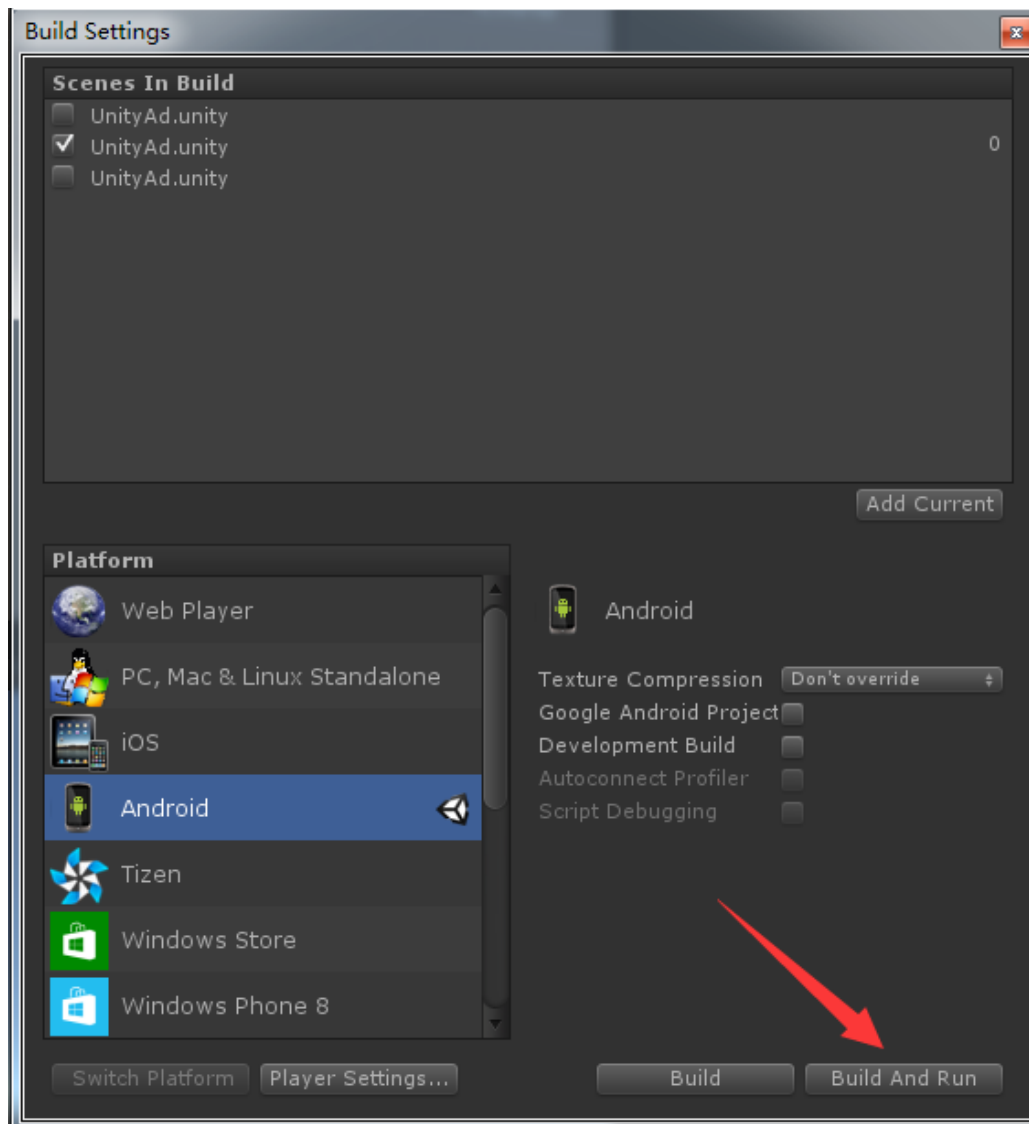 Build Settings
Scenes In Build
UnityAd.unity
UnityAd.unity 0
UnityAd.unity
Add Current
Platform
Web Player
PC, Mac & Linux Standalone
iOS
Android
Tizen
Windows Store
Windows Phone 8
Android
Texture Compression Don't override
Google Android Project
Development Build
Autoconnect Profiler
Script Debugging
Switch Platform Player Settings... Build Build And Run